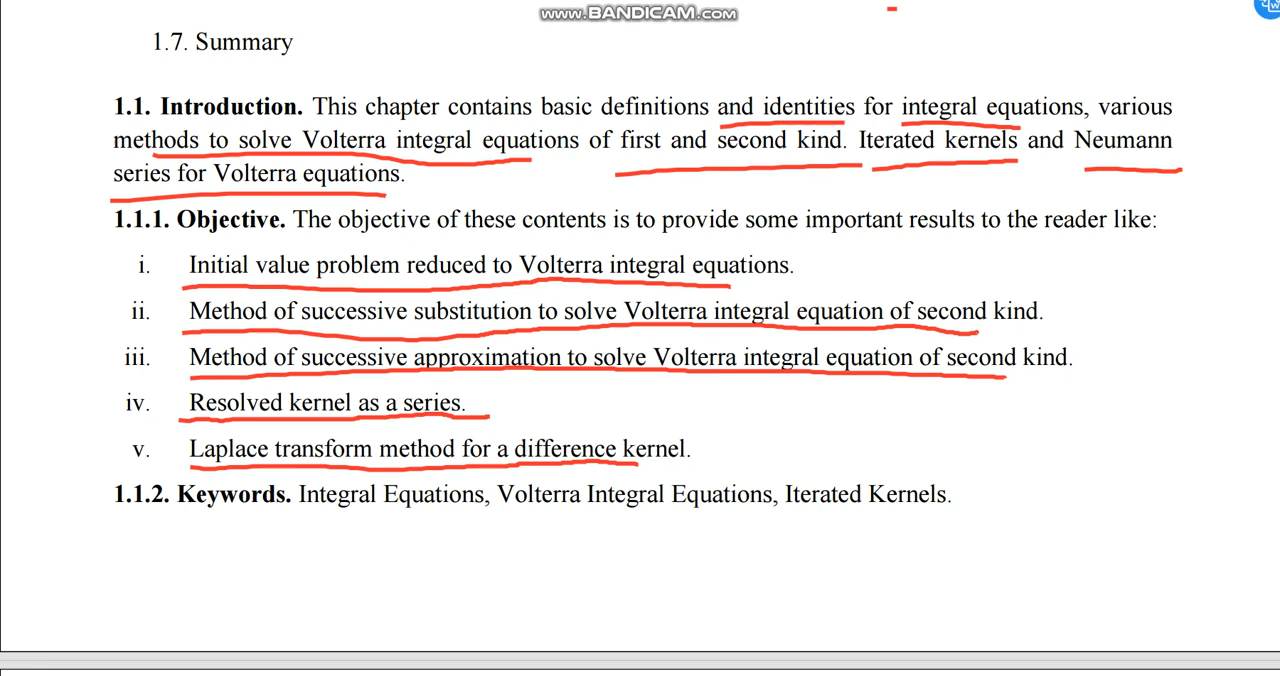 www.BANDICAM.com
1.7. Summary
1.1. Introduction. This chapter contains basic definitions and identities for integral equations, various
methods to solve Volterra integral equations of first and second kind. Iterated kernels and Neumann
series for Volterra equations.
1.1.1. Objective. The objective of these contents is to provide some important results to the reader like:
i. Initial value problem reduced to Volterra integral equations.
ii. Method of successive substitution to solve Volterra integral equation of second kind.
iii. Method of successive approximation to solve Volterra integral equation of second kind.
iv. Resolved kernel as a series.
v. Laplace transform method for a difference kernel.
1.1.2. Keywords. Integral Equations, Volterra Integral Equations, Iterated Kernels.